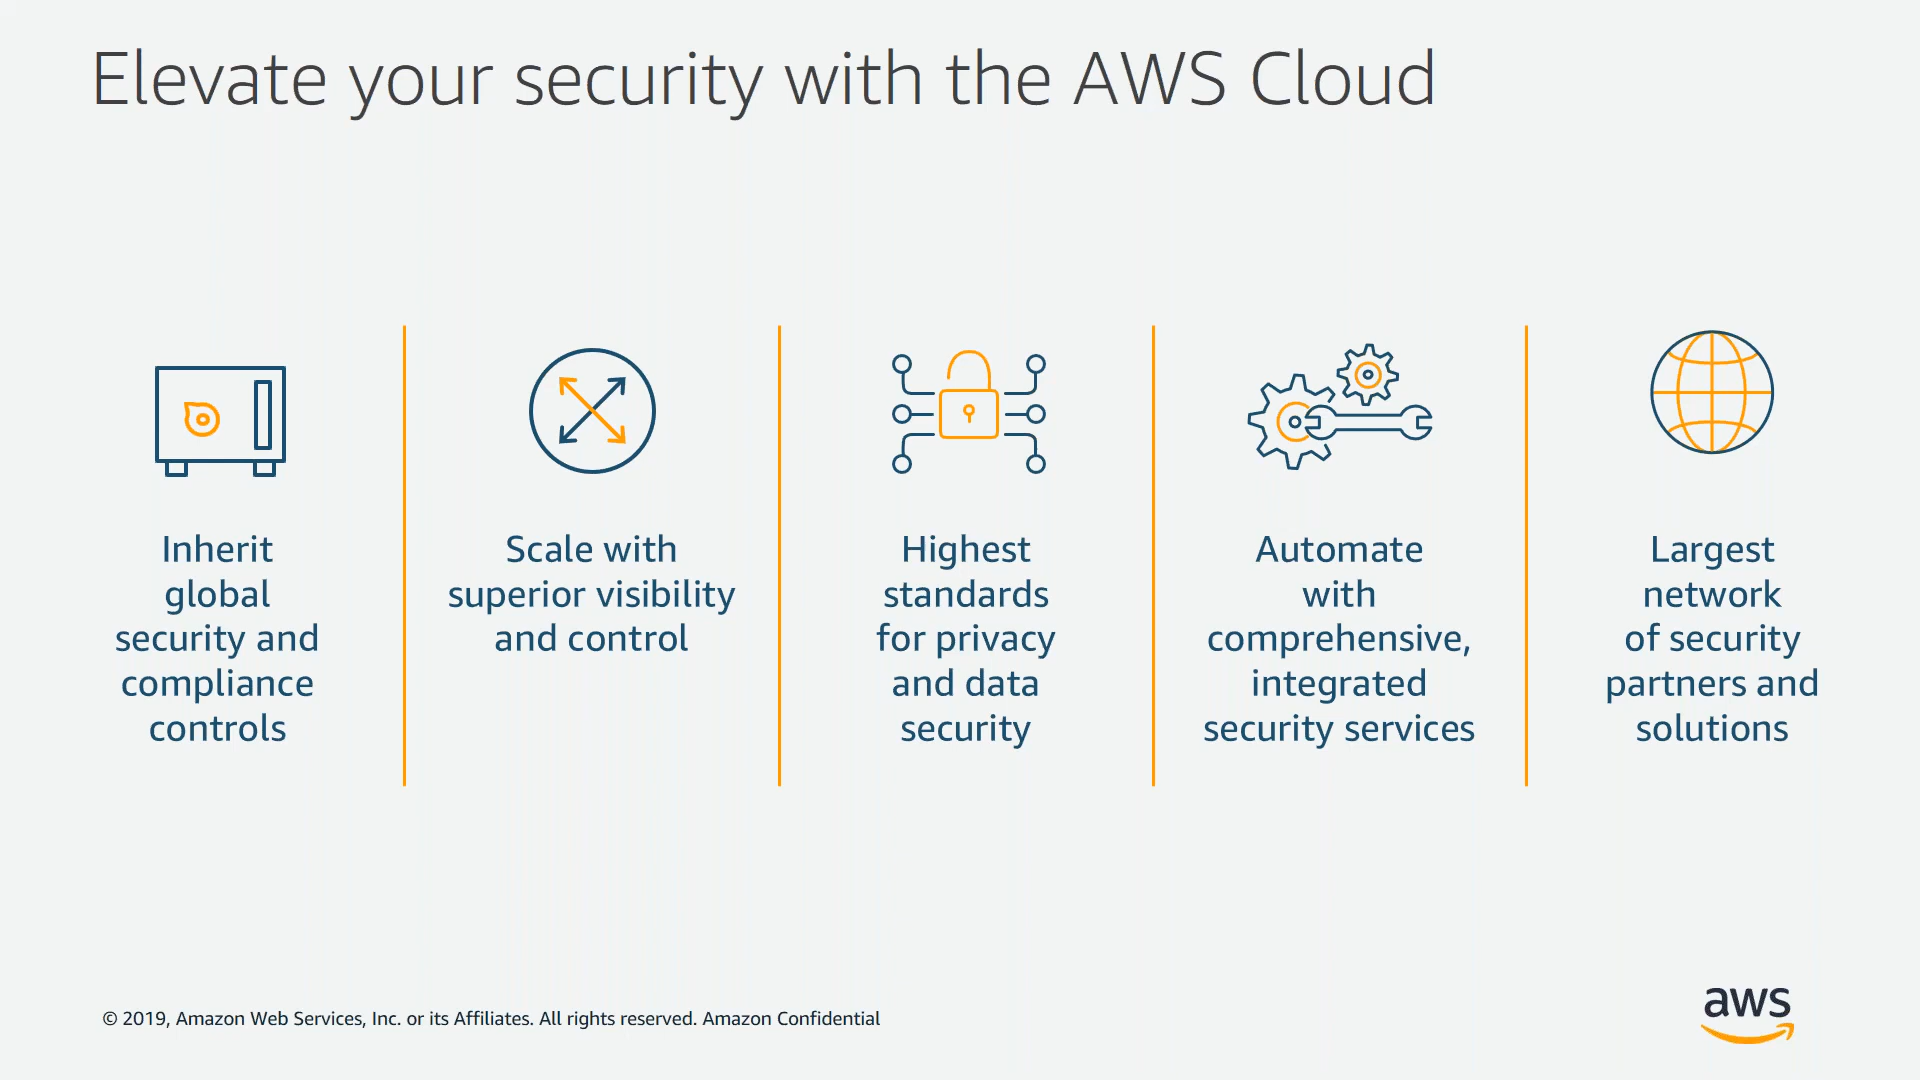 Elevate your security with the AWS Cloud
Inherit
global
security and
compliance
controls
Scale with
superior visibility
and control
Highest
standards
for privacy
and data
security
Automate
with
comprehensive,
integrated
security services
Largest
network
of security
partners and
solutions
© 2019, Amazon Web Services, Inc. or its Affiliates. All rights reserved. Amazon Confidential
aws